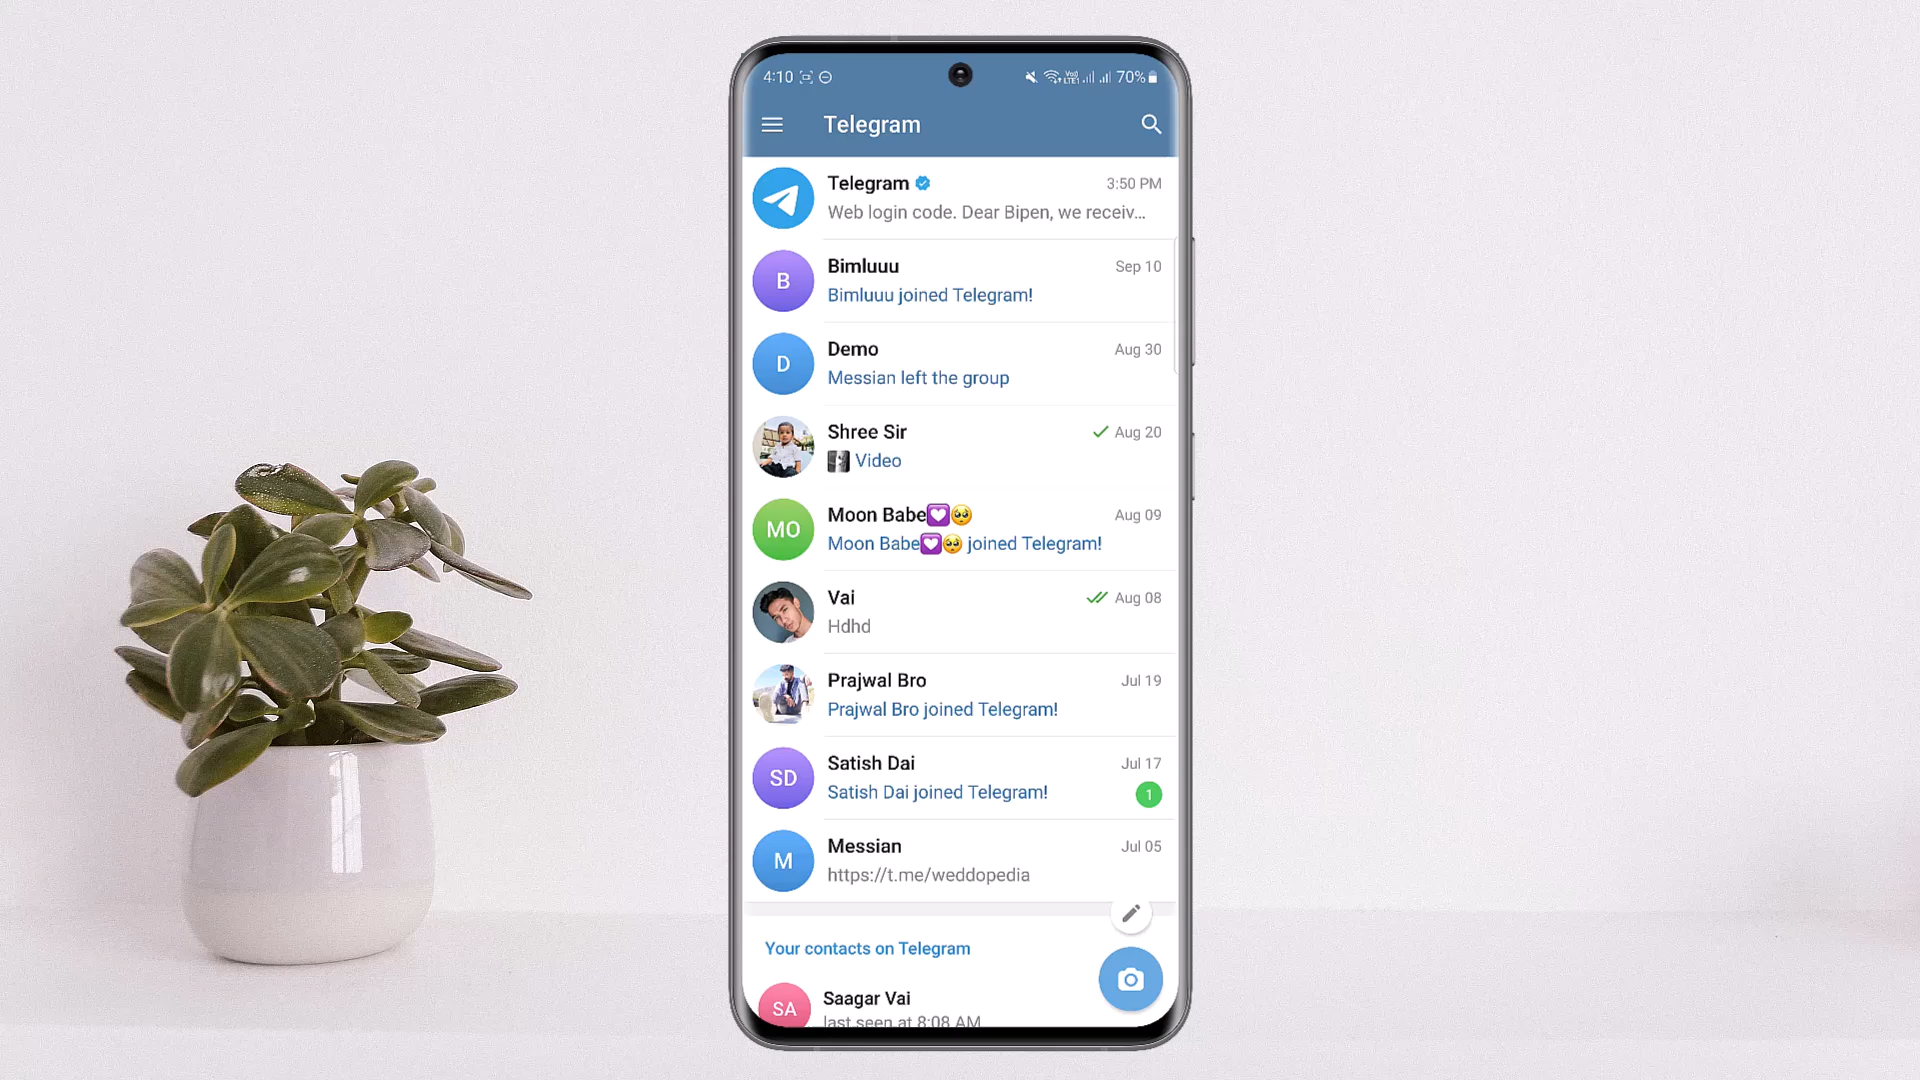 4:10 70%
Telegram
Telegram 3:50 PM
Web login code. Dear Bipen, we receiv...
B
Bimluuu Sep 10
Bimluuu joined Telegram!
D
Demo Aug 30
Messian left the group
Shree Sir Aug 20
Video
MO
Moon Babe💟🥺 Aug 09
Moon Babe💟🥺 joined Telegram!
Vai Aug 08
Hdhd
Prajwal Bro Jul 19
Prajwal Bro joined Telegram!
SD
Satish Dai Jul 17
Satish Dai joined Telegram! 1
M
Messian Jul 05
https://t.me/weddopedia
Your contacts on Telegram
SA
Saagar Vai
last seen at 8:08 AM